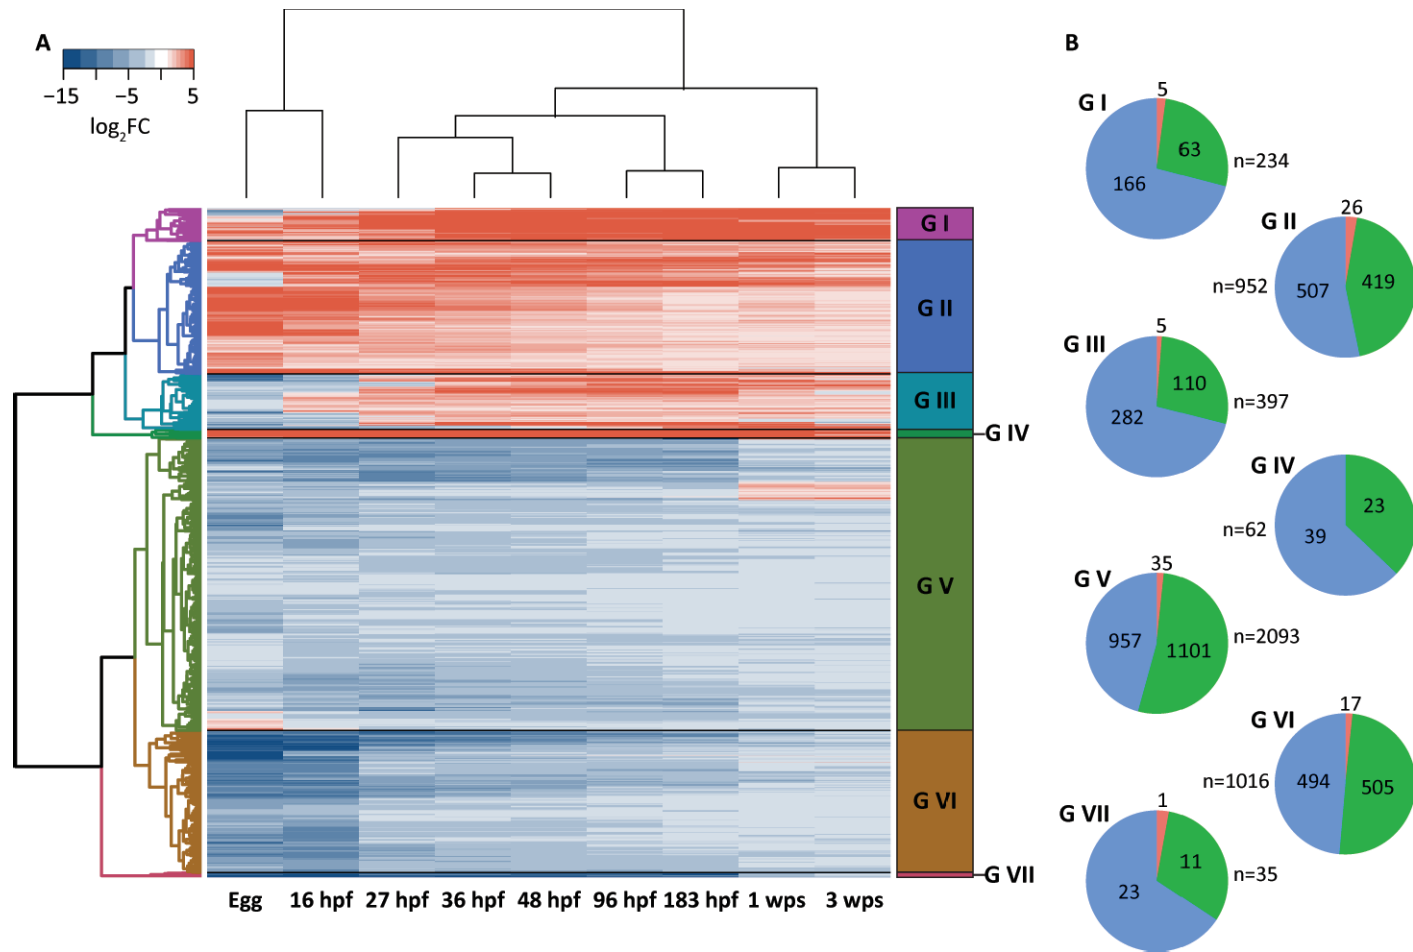 A
−15 −5 5
log₂FC
G I
G II
G III
G IV
G V
G VI
G VII
Egg 16 hpf 27 hpf 36 hpf 48 hpf 96 hpf 183 hpf 1 wps 3 wps
B
G I
5
63
166
n=234
G II
26
419
507
n=952
G III
5
110
282
n=397
G IV
23
39
n=62
G V
35
957
1101
n=2093
G VI
17
494
505
n=1016
G VII
1
11
23
n=35